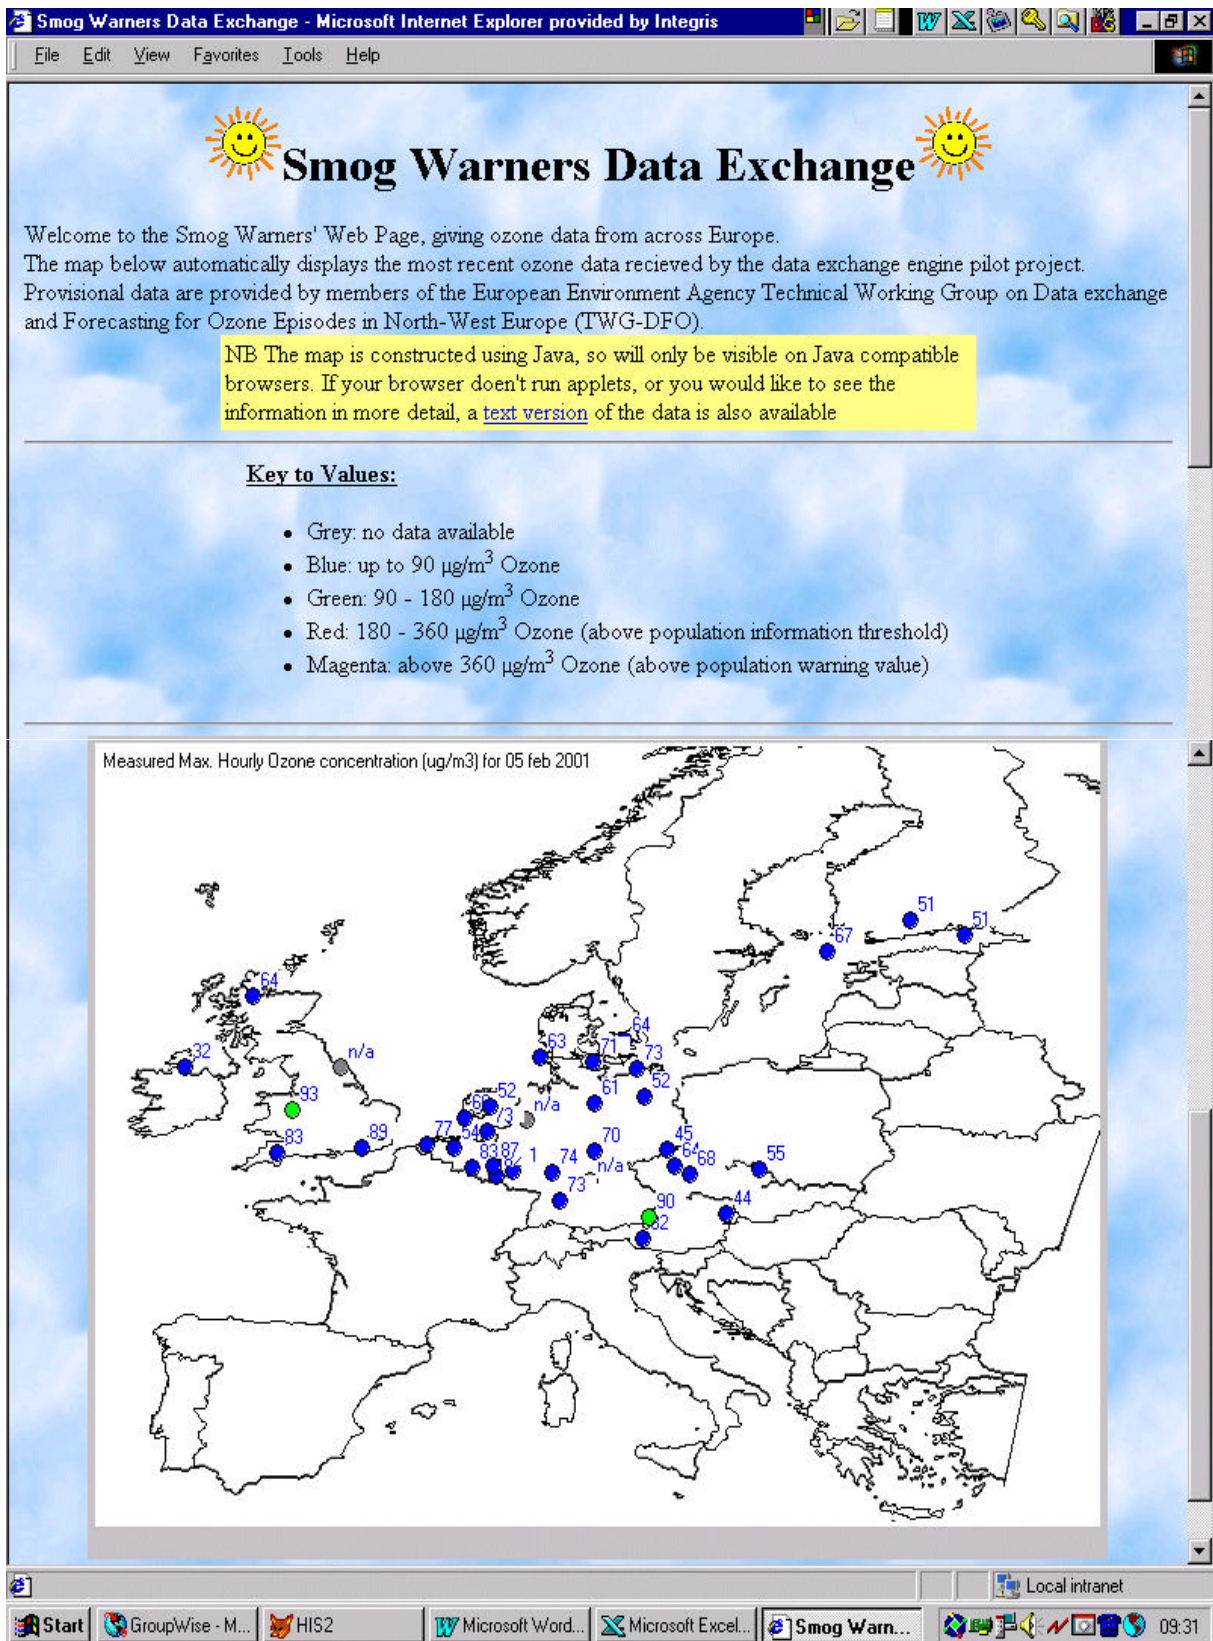 Smog Warners Data Exchange - Microsoft Internet Explorer provided by Integris
File Edit View Favorites Tools Help
Smog Warners Data Exchange
Welcome to the Smog Warners' Web Page, giving ozone data from across Europe.
The map below automatically displays the most recent ozone data recieved by the data exchange engine pilot project.
Provisional data are provided by members of the European Environment Agency Technical Working Group on Data exchange
and Forecasting for Ozone Episodes in North-West Europe (TWG-DFO).
NB The map is constructed using Java, so will only be visible on Java compatible
browsers. If your browser doen't run applets, or you would like to see the
information in more detail, a text version of the data is also available
Key to Values:
• Grey: no data available
• Blue: up to 90 µg/m³ Ozone
• Green: 90 - 180 µg/m³ Ozone
• Red: 180 - 360 µg/m³ Ozone (above population information threshold)
• Magenta: above 360 µg/m³ Ozone (above population warning value)
Measured Max. Hourly Ozone concentration (ug/m3) for 05 feb 2001
51
51
67
64
64
32
n/a
63
71
73
93
52
61
52
n/a
73
83
89
77
54
83
87
1
74
70
n/a
45
64
68
55
73
90
44
Local intranet
Start GroupWise - M... HIS2 Microsoft Word... Microsoft Excel... Smog Warn... 09:31